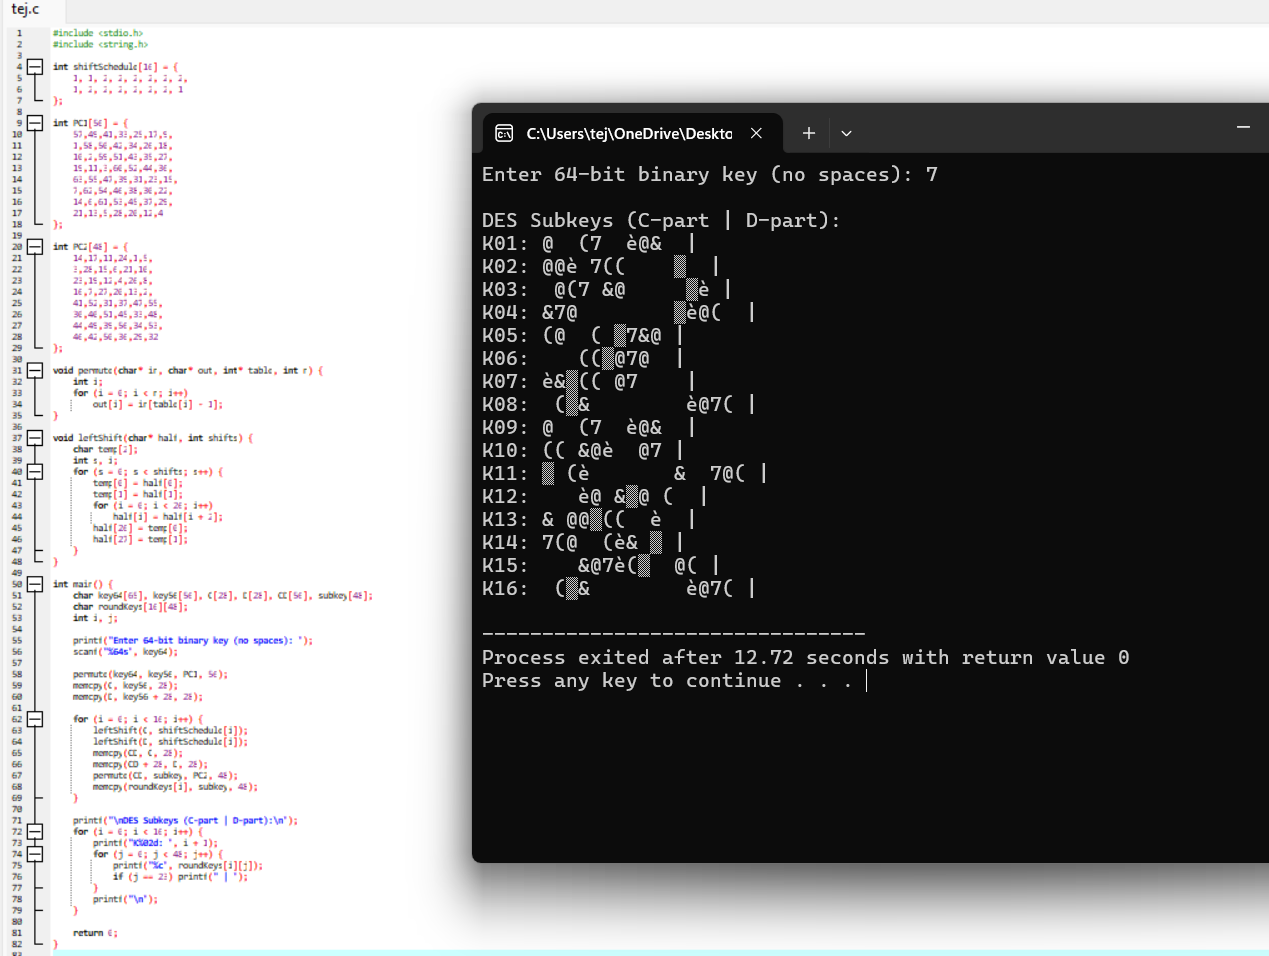 tej.c
1 #include <stdio.h>
2 #include <string.h>
3
4 int shiftSchedule[16] = {
5 1, 1, 2, 2, 2, 2, 2, 2,
6 1, 2, 2, 2, 2, 2, 2, 1
7 };
8
9 int PC1[56] = {
10 57,49,41,33,25,17,9,
11 1,58,50,42,34,26,18,
12 10,2,59,51,43,35,27,
13 19,11,3,60,52,44,36,
14 63,55,47,39,31,23,15,
15 7,62,54,46,38,30,22,
16 14,6,61,53,45,37,29,
17 21,13,5,28,20,12,4
18 };
19
20 int PC2[48] = {
21 14,17,11,24,1,5,
22 3,28,15,6,21,10,
23 23,19,12,4,26,8,
24 16,7,27,20,13,2,
25 41,52,31,37,47,55,
26 30,40,51,45,33,48,
27 44,49,39,56,34,53,
28 46,42,50,36,29,32
29 };
30
31 void permute(char* in, char* out, int* table, int n) {
32 int i;
33 for (i = 0; i < n; i++)
34 out[i] = in[table[i] - 1];
35 }
36
37 void leftShift(char* half, int shifts) {
38 char temp[2];
39 int s, i;
40 for (s = 0; s < shifts; s++) {
41 temp[0] = half[0];
42 temp[1] = half[1];
43 for (i = 0; i < 26; i++)
44 half[i] = half[i + 2];
45 half[26] = temp[0];
46 half[27] = temp[1];
47 }
48 }
49
50 int main() {
51 char key64[65], key56[56], C[28], D[28], CD[56], subkey[48];
52 char roundKeys[16][48];
53 int i, j;
54
55 printf("Enter 64-bit binary key (no spaces): ");
56 scanf("%64s", key64);
57
58 permute(key64, key56, PC1, 56);
59 memcpy(C, key56, 28);
60 memcpy(D, key56 + 28, 28);
61
62 for (i = 0; i < 16; i++) {
63 leftShift(C, shiftSchedule[i]);
64 leftShift(D, shiftSchedule[i]);
65 memcpy(CD, C, 28);
66 memcpy(CD + 28, D, 28);
67 permute(CD, subkey, PC2, 48);
68 memcpy(roundKeys[i], subkey, 48);
69 }
70
71 printf("\nDES Subkeys (C-part | D-part):\n");
72 for (i = 0; i < 16; i++) {
73 printf("K%02d: ", i + 1);
74 for (j = 0; j < 48; j++) {
75 printf("%c", roundKeys[i][j]);
76 if (j == 23) printf(" | ");
77 }
78 printf("\n");
79 }
80
81 return 0;
82 }
83
C:\Users\tej\OneDrive\Deskto
Enter 64-bit binary key (no spaces): 7
DES Subkeys (C-part | D-part):
K01: @  (7  è@&  |
K02: @@è 7((    ▒  |
K03:  @(7 &@     ▒è |
K04: &7@        ▒è@(  |
K05: (@  ( ▒7&@ |
K06:    ((▒@7@  |
K07: è&▒(( @7    |
K08:  (▒&        è@7( |
K09: @  (7  è@&  |
K10: (( &@è  @7 |
K11: ▒ (è       &  7@( |
K12:    è@ &▒@ (  |
K13: & @@▒((  è  |
K14: 7(@  (è& ▒ |
K15:    &@7è(▒  @( |
K16:  (▒&        è@7( |
--------------------------------
Process exited after 12.72 seconds with return value 0
Press any key to continue . . .